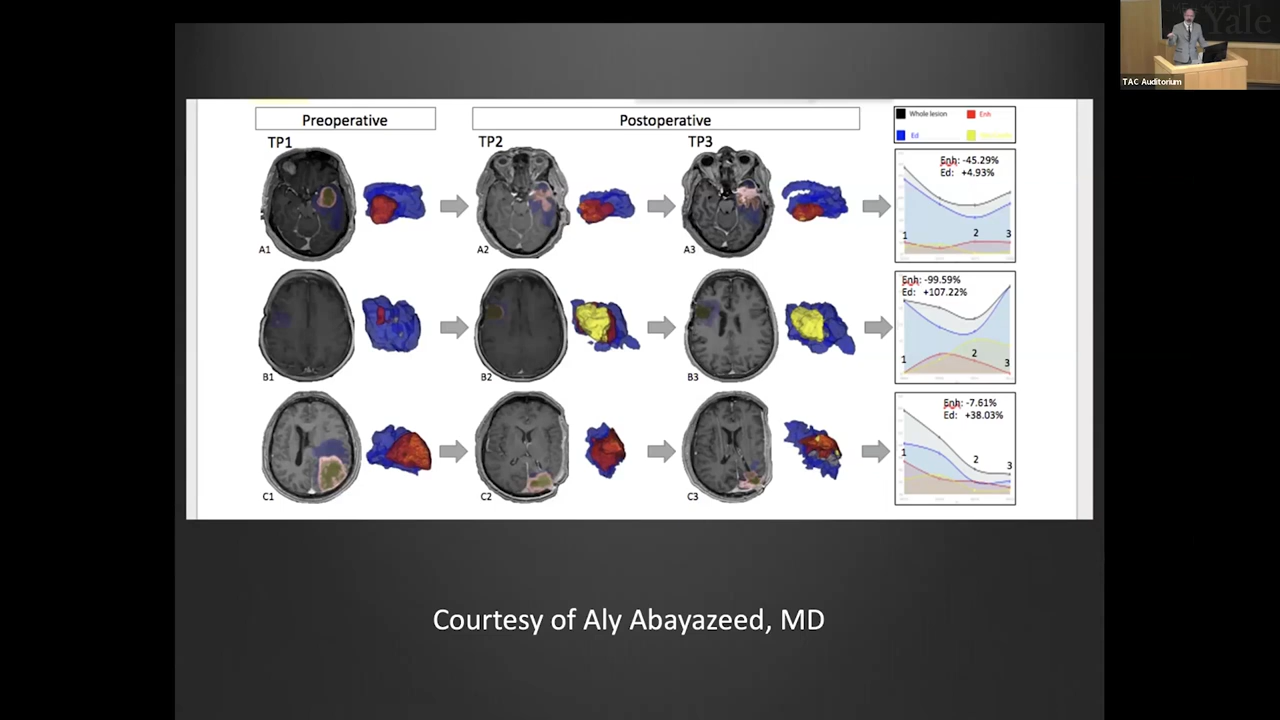 Yale
TAC Auditorium
Preoperative
Postoperative
Whole lesion
Enh
Ed
TP1
TP2
TP3
Enh: -45.29%
Ed: +4.93%
1
2
3
A1
A2
A3
Enh: -99.59%
Ed: +107.22%
1
2
3
B1
B2
B3
Enh: -7.61%
Ed: +38.03%
1
2
3
C1
C2
C3
Courtesy of Aly Abayazeed, MD